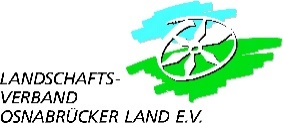 LANDSCHAFTS-
VERBAND
OSNABRÜCKER LAND E.V.